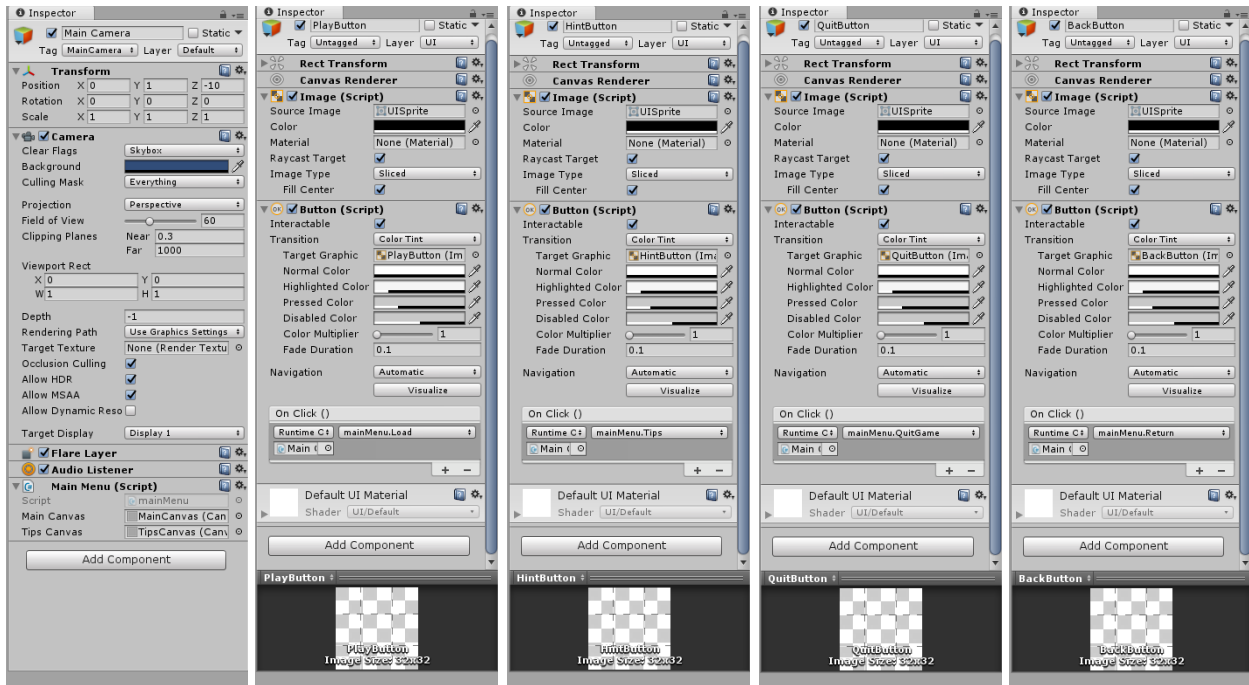 Inspector
Main Camera Static
Tag MainCamera Layer Default
Transform
Position X 0 Y 1 Z -10
Rotation X 0 Y 0 Z 0
Scale X 1 Y 1 Z 1
Camera
Clear Flags Skybox
Background
Culling Mask Everything
Projection Perspective
Field of View 60
Clipping Planes Near 0.3
Far 1000
Viewport Rect
X 0 Y 0
W 1 H 1
Depth -1
Rendering Path Use Graphics Settings
Target Texture None (Render Textu
Occlusion Culling
Allow HDR
Allow MSAA
Allow Dynamic Reso
Target Display Display 1
Flare Layer
Audio Listener
Main Menu (Script)
Script mainMenu
Main Canvas MainCanvas (Can
Tips Canvas TipsCanvas (Canv
Add Component
Inspector
PlayButton Static
Tag Untagged Layer UI
Rect Transform
Canvas Renderer
Image (Script)
Source Image UISprite
Color
Material None (Material)
Raycast Target
Image Type Sliced
Fill Center
Button (Script)
Interactable
Transition Color Tint
Target Graphic PlayButton (Im
Normal Color
Highlighted Color
Pressed Color
Disabled Color
Color Multiplier 1
Fade Duration 0.1
Navigation Automatic
Visualize
On Click ()
Runtime C mainMenu.Load
Main
+ −
Default UI Material
Shader UI/Default
Add Component
PlayButton
PlayButton
Image Size: 32x32
Inspector
HintButton Static
Tag Untagged Layer UI
Rect Transform
Canvas Renderer
Image (Script)
Source Image UISprite
Color
Material None (Material)
Raycast Target
Image Type Sliced
Fill Center
Button (Script)
Interactable
Transition Color Tint
Target Graphic HintButton (Ima
Normal Color
Highlighted Color
Pressed Color
Disabled Color
Color Multiplier 1
Fade Duration 0.1
Navigation Automatic
Visualize
On Click ()
Runtime C mainMenu.Tips
Main
+ −
Default UI Material
Shader UI/Default
Add Component
HintButton
HintButton
Image Size: 32x32
Inspector
QuitButton Static
Tag Untagged Layer UI
Rect Transform
Canvas Renderer
Image (Script)
Source Image UISprite
Color
Material None (Material)
Raycast Target
Image Type Sliced
Fill Center
Button (Script)
Interactable
Transition Color Tint
Target Graphic QuitButton (Im
Normal Color
Highlighted Color
Pressed Color
Disabled Color
Color Multiplier 1
Fade Duration 0.1
Navigation Automatic
Visualize
On Click ()
Runtime C mainMenu.QuitGame
Main
+ −
Default UI Material
Shader UI/Default
Add Component
QuitButton
QuitButton
Image Size: 32x32
Inspector
BackButton Static
Tag Untagged Layer UI
Rect Transform
Canvas Renderer
Image (Script)
Source Image UISprite
Color
Material None (Material)
Raycast Target
Image Type Sliced
Fill Center
Button (Script)
Interactable
Transition Color Tint
Target Graphic BackButton (Im
Normal Color
Highlighted Color
Pressed Color
Disabled Color
Color Multiplier 1
Fade Duration 0.1
Navigation Automatic
Visualize
On Click ()
Runtime C mainMenu.Return
Main
+ −
Default UI Material
Shader UI/Default
Add Component
BackButton
BackButton
Image Size: 32x32